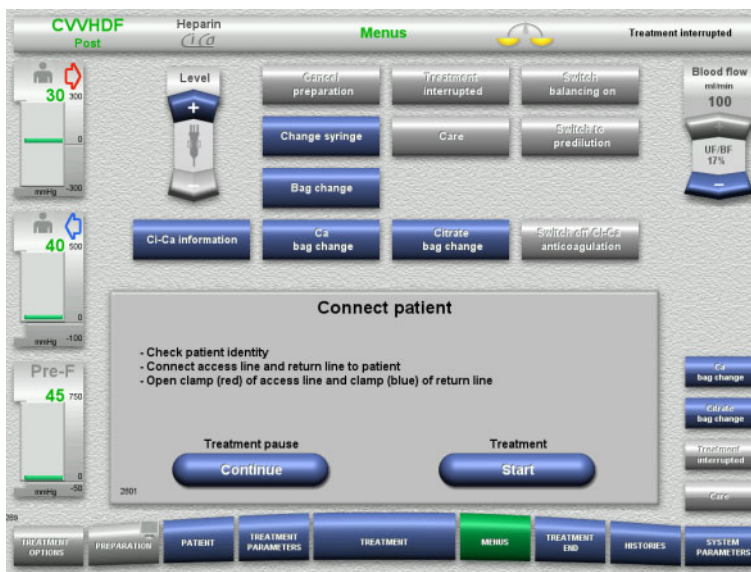 CVVHDF
Post
Heparin
Ci Ca
Menus
Treatment interrupted
30
300
0
mmHg
-300
Level
+
Cancel
preparation
Treatment
interrupted
Switch
balancing on
Blood flow
ml/min
100
UF/BF
17%
–
Change syringe
Care
Switch to
predilution
Bag change
40
500
0
mmHg
-100
Ci-Ca information
Ca
bag change
Citrate
bag change
Switch off Ci-Ca
anticoagulation
Connect patient
- Check patient identity
- Connect access line and return line to patient
- Open clamp (red) of access line and clamp (blue) of return line
Pre-F
45
750
0
mmHg
-50
Treatment pause
Continue
Treatment
Start
2801
Ca
bag change
Citrate
bag change
Treatment
interrupted
Care
TREATMENT
OPTIONS
PREPARATION
PATIENT
TREATMENT
PARAMETERS
TREATMENT
MENUS
TREATMENT
END
HISTORIES
SYSTEM
PARAMETERS